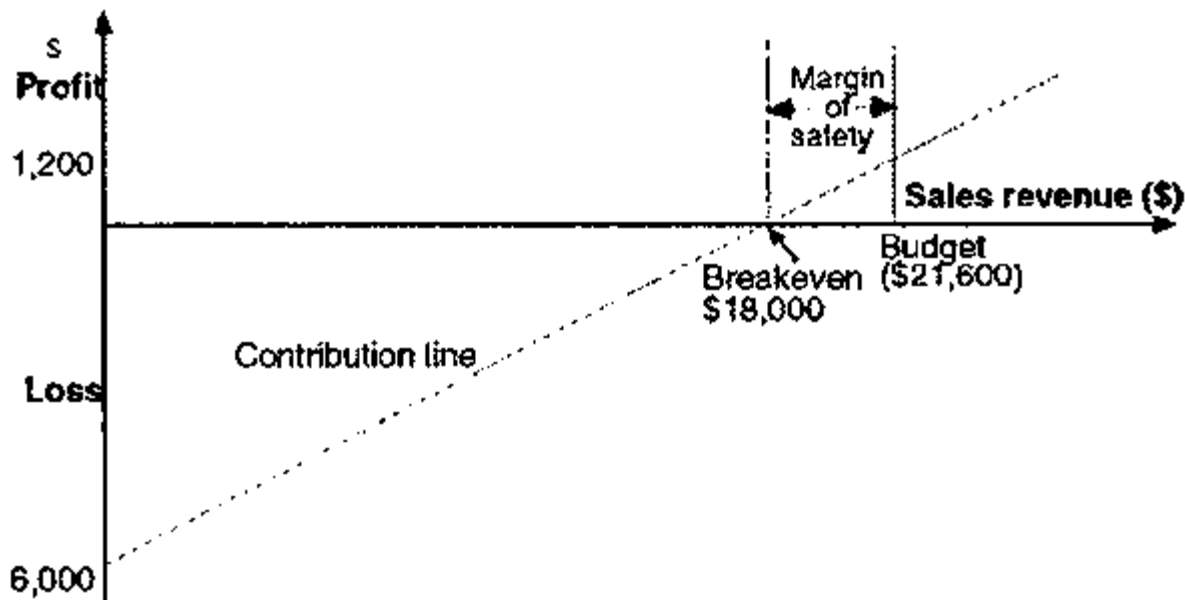 $
Profit
1,200
Margin
of
safety
Sales revenue ($)
Budget
($21,600)
Breakeven
$18,000
Contribution line
Loss
6,000